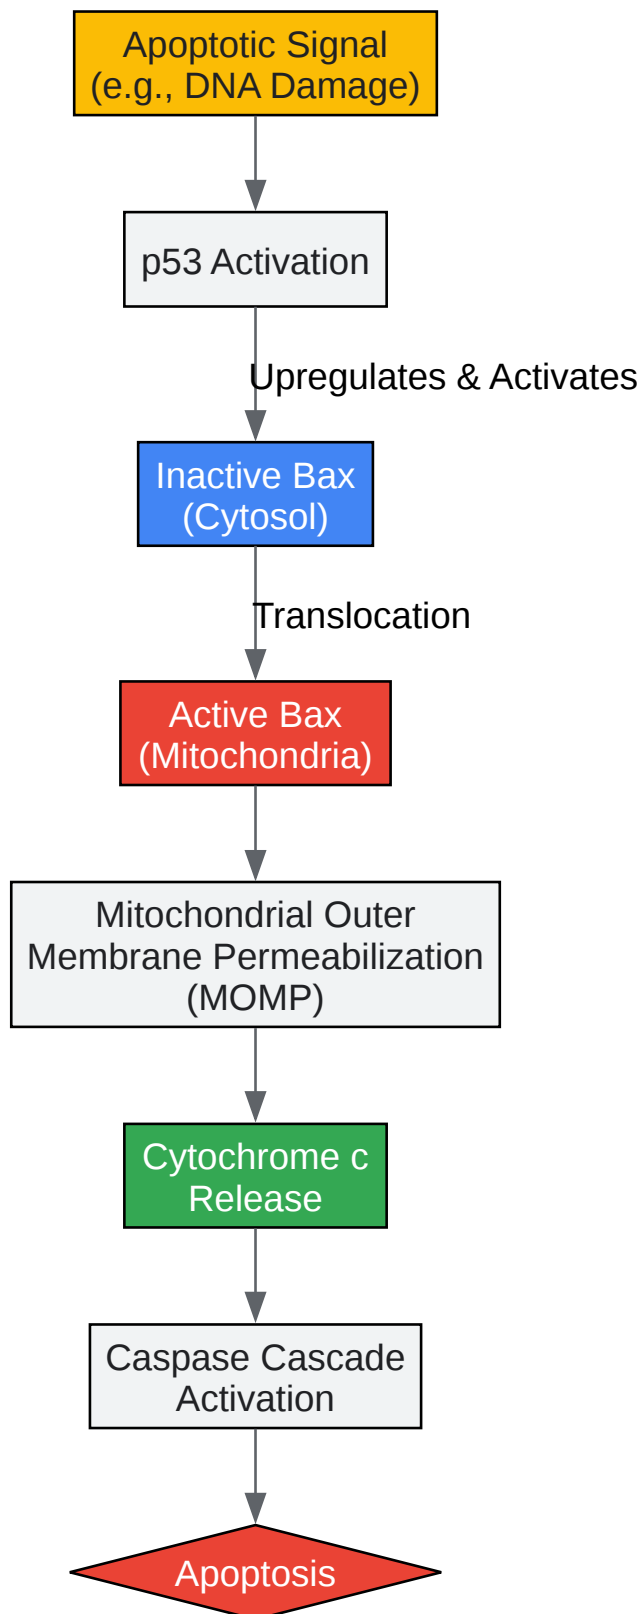 Apoptotic Signal
(e.g., DNA Damage)
p53 Activation
Upregulates & Activates
Inactive Bax
(Cytosol)
Translocation
Active Bax
(Mitochondria)
Mitochondrial Outer
Membrane Permeabilization
(MOMP)
Cytochrome c
Release
Caspase Cascade
Activation
Apoptosis